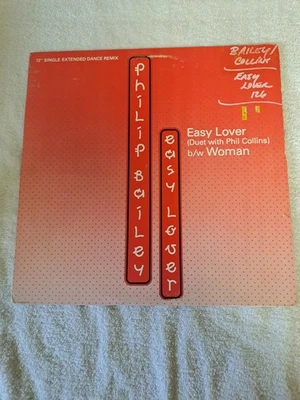 12" SINGLE EXTENDED DANCE REMIX
BAILEY/
COLLINS
EASY
LOVER
126
PHILIP BAILEY
EASY LOVER
Easy Lover
(Duet with Phil Collins)
b/w Woman